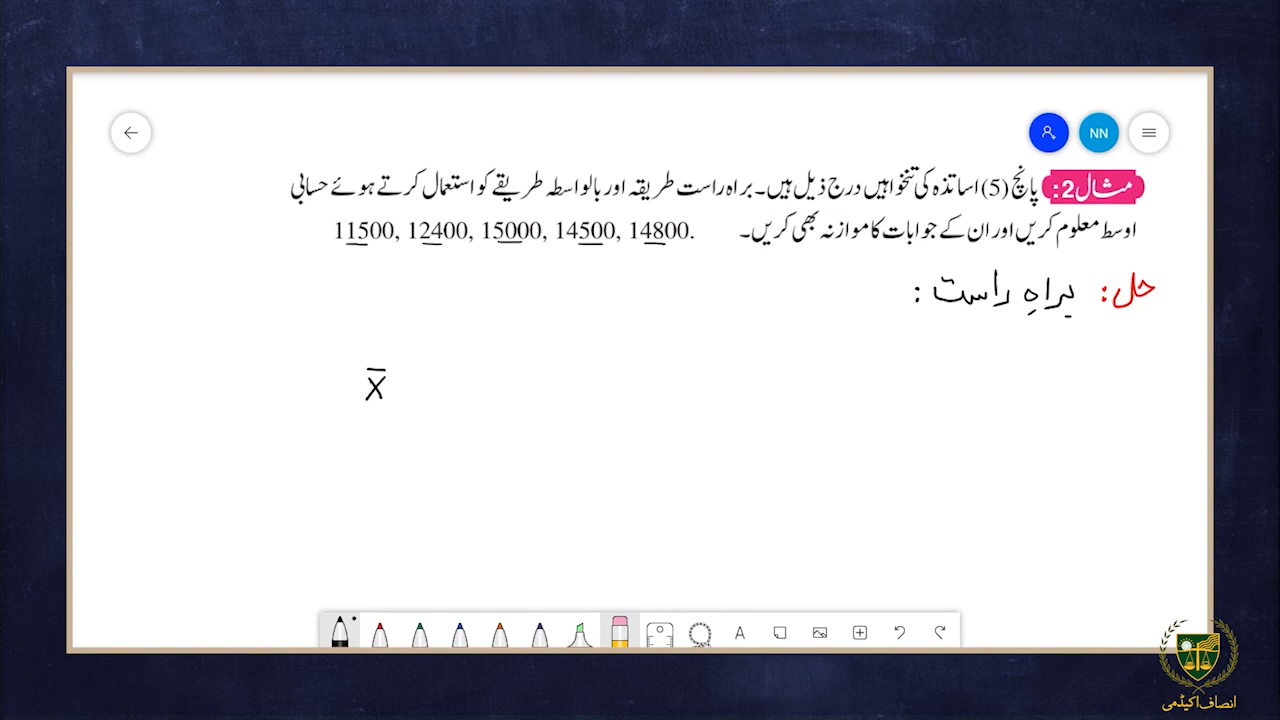 NN
مثال2: پانچ (5) اساتذہ کی تنخواہیں درج ذیل ہیں۔ براہ راست طریقہ اور بالواسطہ طریقے کو استعمال کرتے ہوئے حسابی
اوسط معلوم کریں اور ان کے جوابات کا موازنہ بھی کریں۔ 11500, 12400, 15000, 14500, 14800.
حل: براہِ راست :
X̄
A
انصاف اکیڈمی